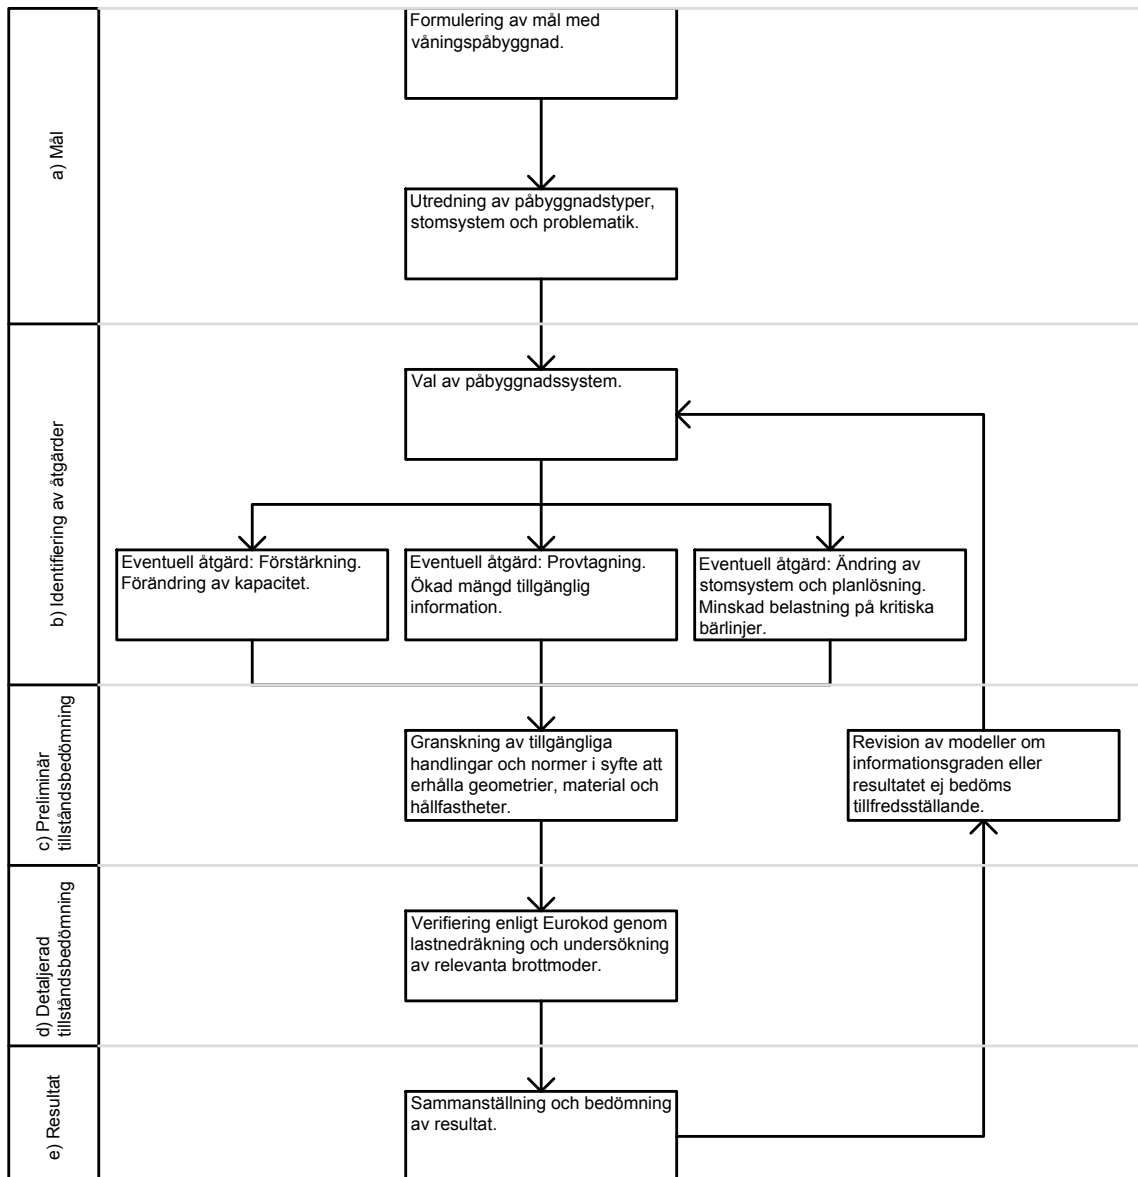 a) Mål
Formulering av mål med
våningspåbyggnad.
Utredning av påbyggnadstyper,
stomsystem och problematik.
b) Identifiering av åtgärder
Val av påbyggnadssystem.
Eventuell åtgärd: Förstärkning.
Förändring av kapacitet.
Eventuell åtgärd: Provtagning.
Ökad mängd tillgänglig
information.
Eventuell åtgärd: Ändring av
stomsystem och planlösning.
Minskad belastning på kritiska
bärlinjer.
c) Preliminär
tillståndsbedömning
Granskning av tillgängliga
handlingar och normer i syfte att
erhålla geometrier, material och
hållfastheter.
Revision av modeller om
informationsgraden eller
resultatet ej bedöms
tillfredsställande.
d) Detaljerad
tillståndsbedömning
Verifiering enligt Eurokod genom
lastnedräkning och undersökning
av relevanta brottmoder.
e) Resultat
Sammanställning och bedömning
av resultat.